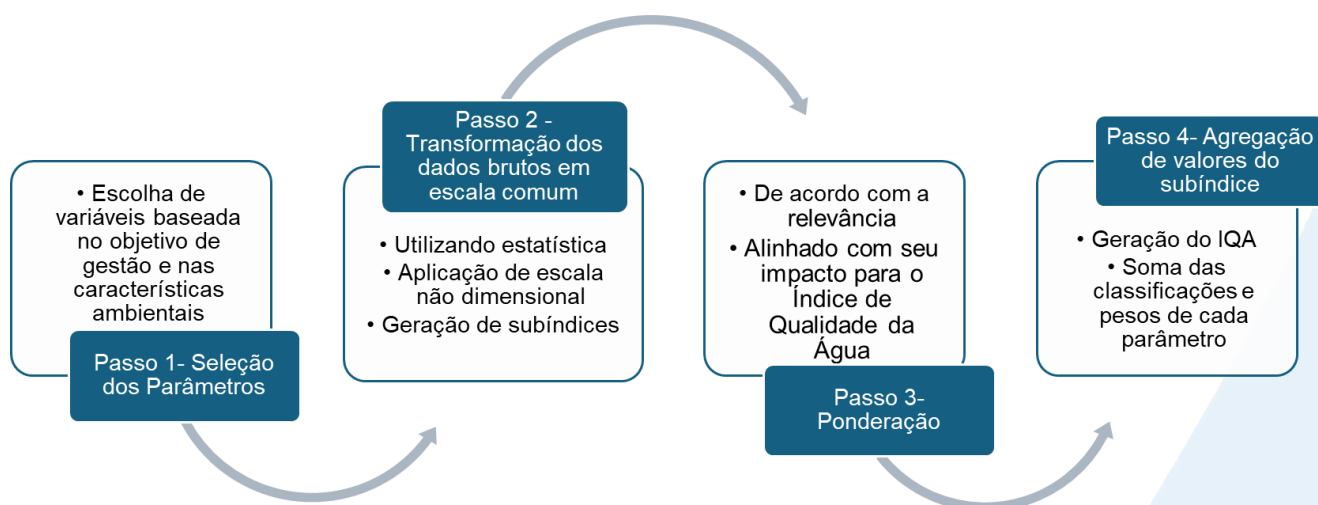 • Escolha de
variáveis baseada
no objetivo de
gestão e nas
características
ambientais
Passo 1- Seleção
dos Parâmetros
Passo 2 -
Transformação dos
dados brutos em
escala comum
• Utilizando estatística
• Aplicação de escala
não dimensional
• Geração de subíndices
• De acordo com a
relevância
• Alinhado com seu
impacto para o
Índice de
Qualidade da
Água
Passo 3-
Ponderação
Passo 4- Agregação
de valores do
subíndice
• Geração do IQA
• Soma das
classificações e
pesos de cada
parâmetro